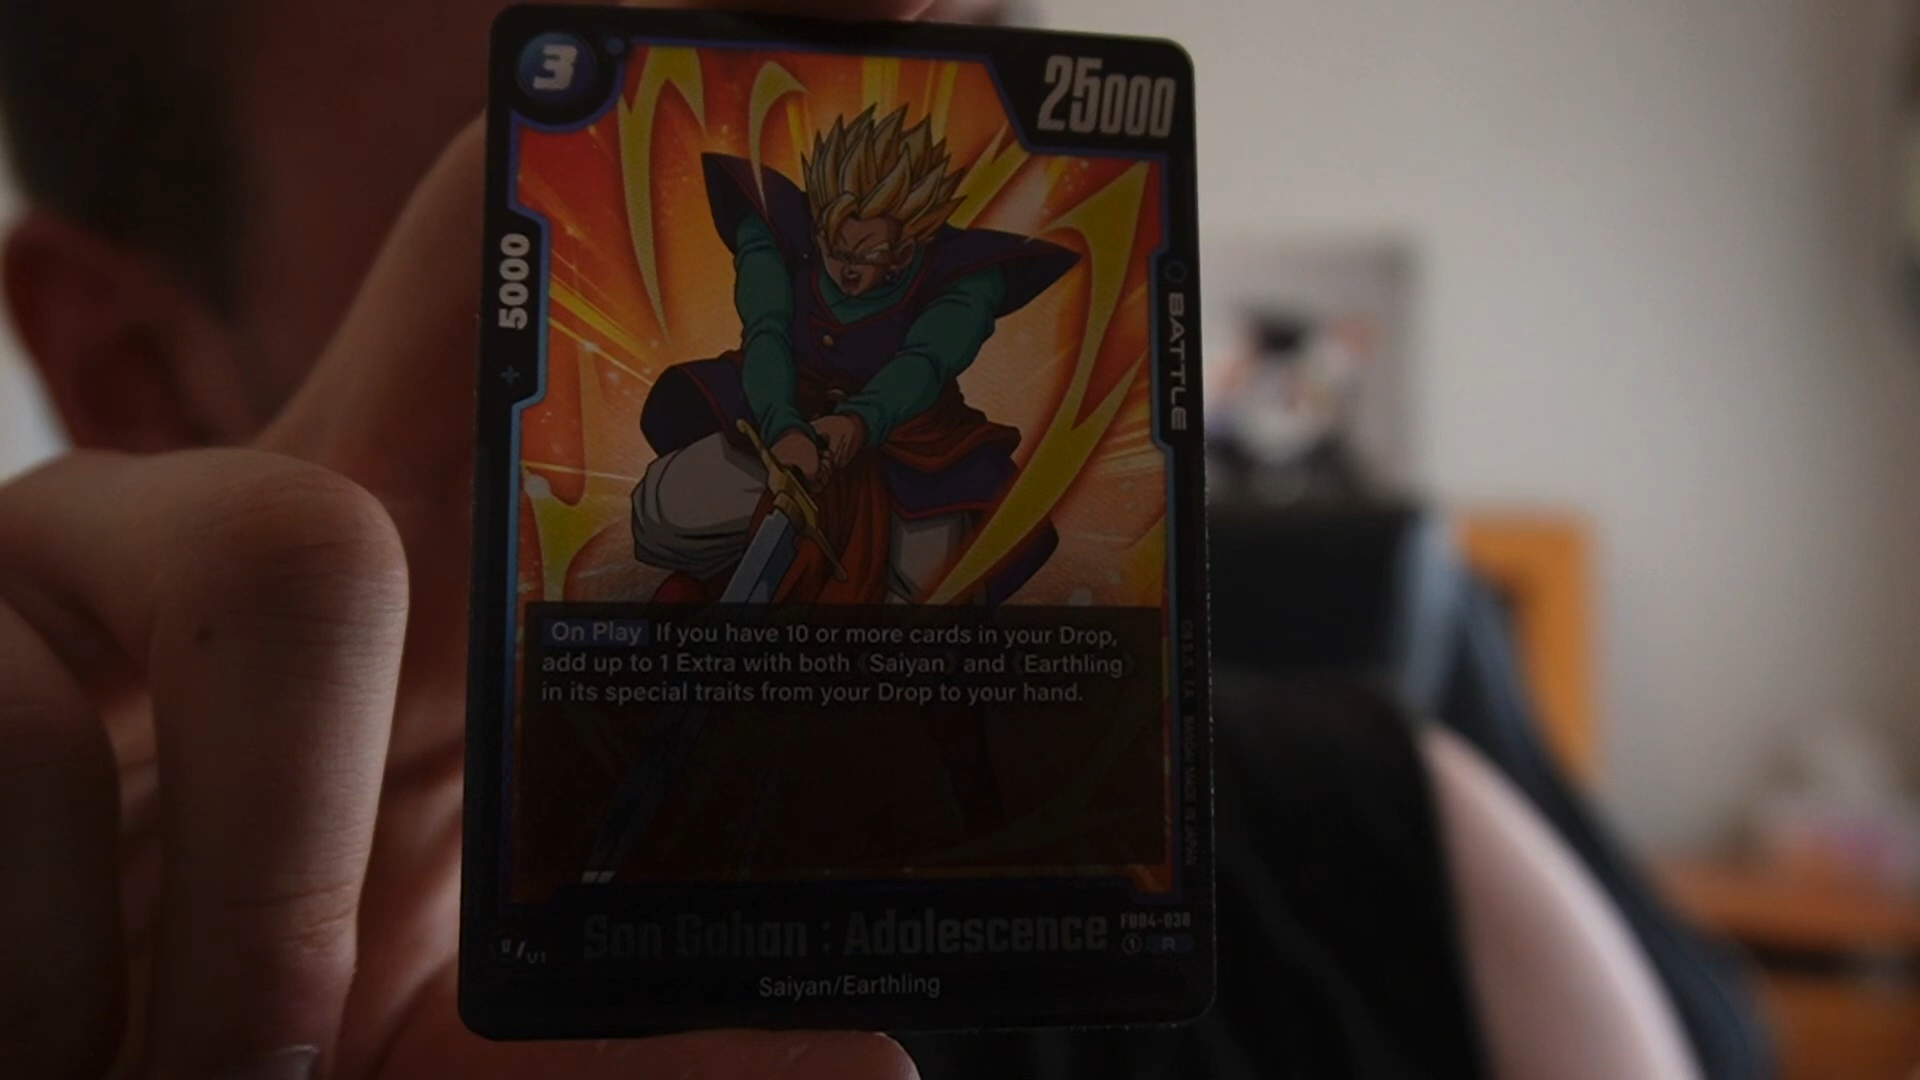 3
25000
+ 5000
BATTLE
On Play If you have 10 or more cards in your Drop,
add up to 1 Extra with both《Saiyan》and《Earthling》
in its special traits from your Drop to your hand.
Son Gohan : Adolescence
FB04-038
1 R
Saiyan/Earthling